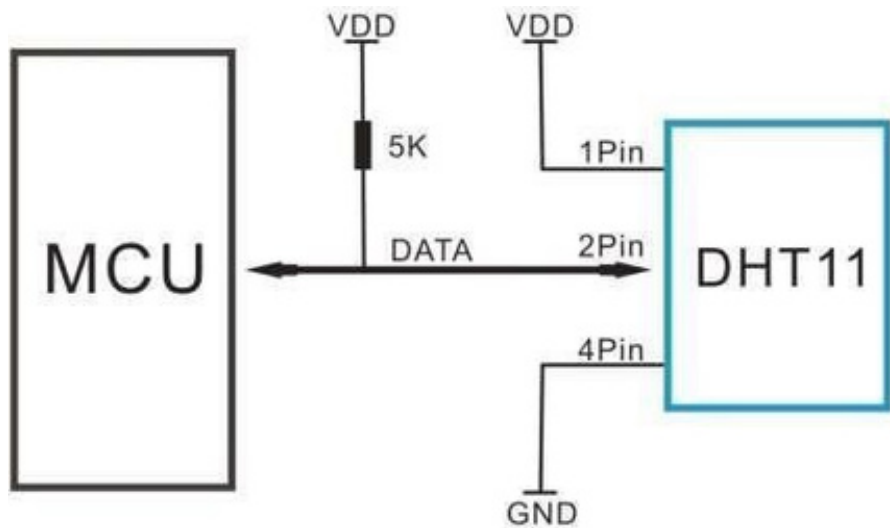 VDD
VDD
5K
1Pin
MCU
DATA
2Pin
DHT11
4Pin
GND